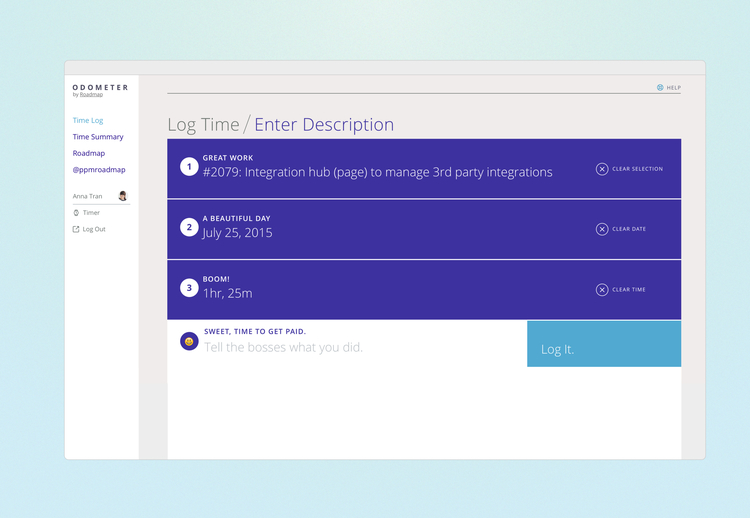 ODOMETER
by Roadmap
HELP
Time Log
Time Summary
Roadmap
@ppmroadmap
Anna Tran
Timer
Log Out
Log Time / Enter Description
1
GREAT WORK
#2079: Integration hub (page) to manage 3rd party integrations
CLEAR SELECTION
2
A BEAUTIFUL DAY
July 25, 2015
CLEAR DATE
3
BOOM!
1hr, 25m
CLEAR TIME
SWEET, TIME TO GET PAID.
Tell the bosses what you did.
Log It.